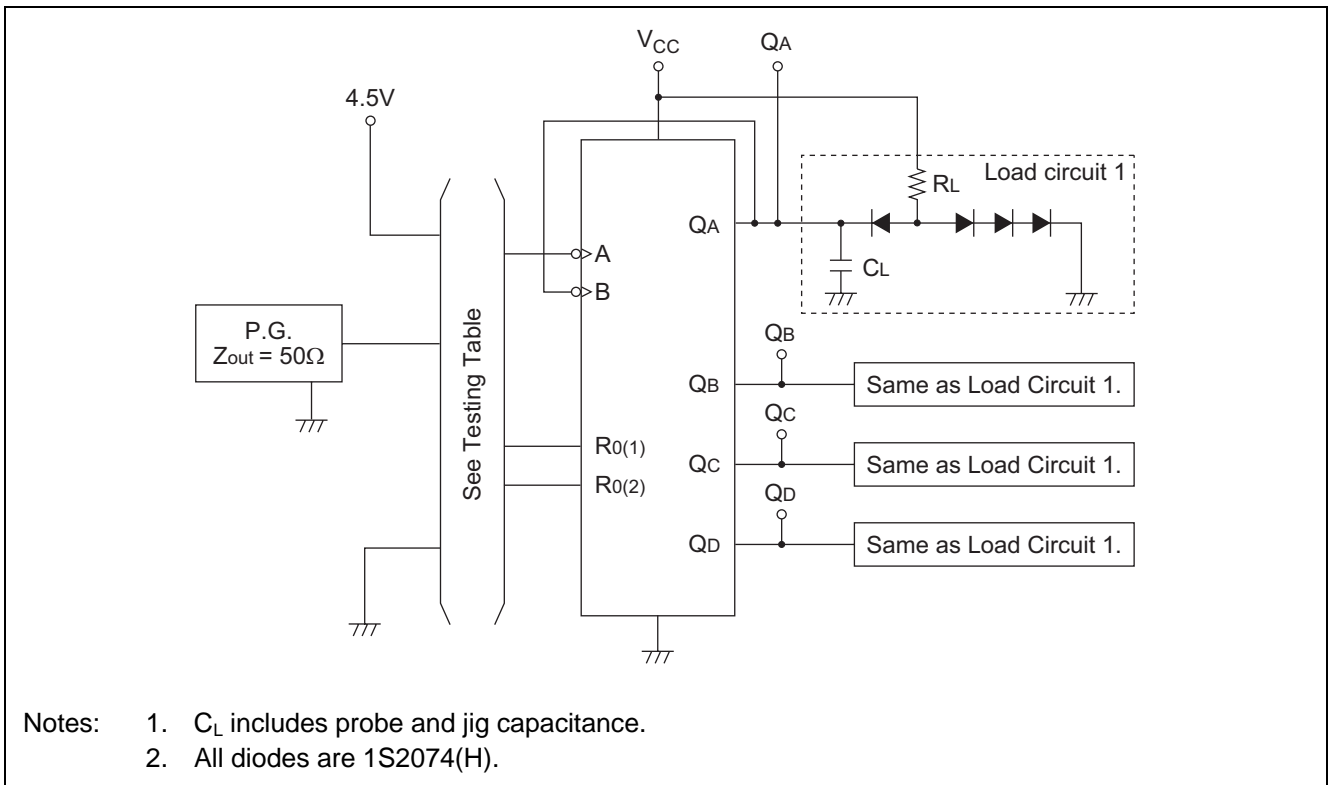 VCC
QA
4.5V
Load circuit 1
RL
QA
CL
A
B
P.G.
Zout = 50Ω
See Testing Table
QB
QB
Same as Load Circuit 1.
QC
R0(1)
QC
Same as Load Circuit 1.
R0(2)
QD
QD
Same as Load Circuit 1.
Notes: 1. CL includes probe and jig capacitance.
2. All diodes are 1S2074(H).